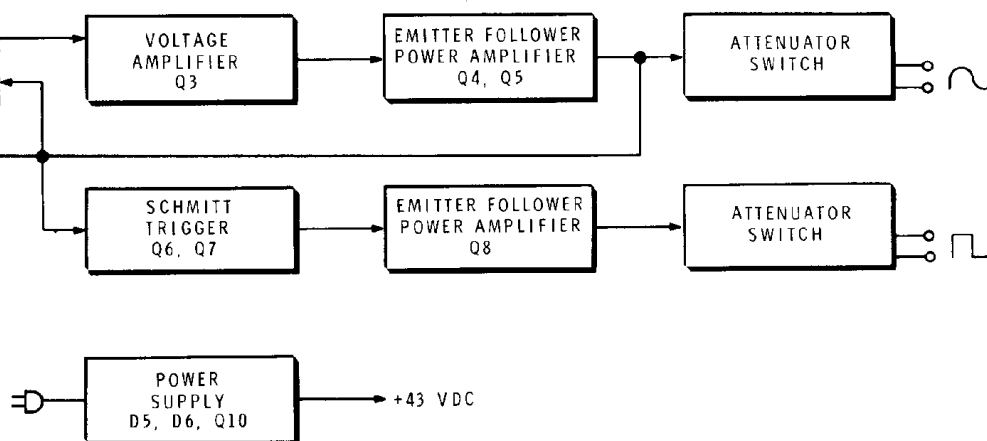 VOLTAGE
AMPLIFIER
Q3
EMITTER FOLLOWER
POWER AMPLIFIER
Q4, Q5
ATTENUATOR
SWITCH
SCHMITT
TRIGGER
Q6, Q7
EMITTER FOLLOWER
POWER AMPLIFIER
Q8
ATTENUATOR
SWITCH
POWER
SUPPLY
D5, D6, Q10
+43 VDC